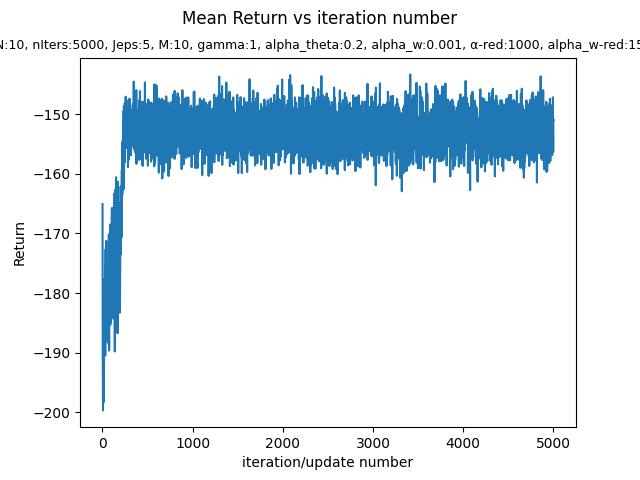 Mean Return vs iteration number
:10, nIters:5000, Jeps:5, M:10, gamma:1, alpha_theta:0.2, alpha_w:0.001, α-red:1000, alpha_w-red:15
−150
−160
−170
−180
−190
−200
Return
0 1000 2000 3000 4000 5000
iteration/update number